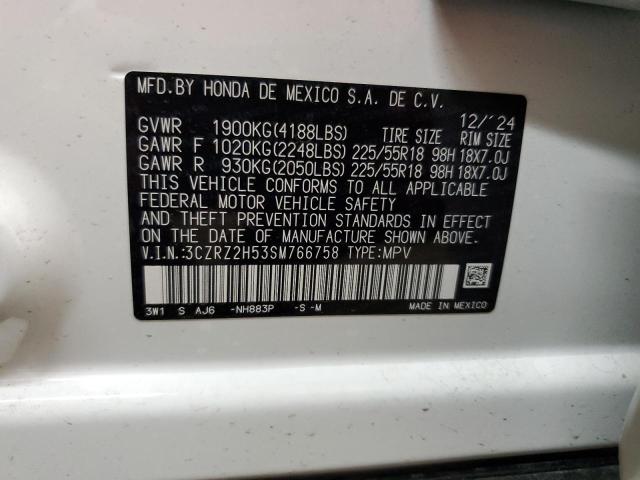 MFD.BY HONDA DE MEXICO S.A. DE C.V.
12/'24
GVWR 1900KG(4188LBS) TIRE SIZE RIM SIZE
GAWR F 1020KG(2248LBS) 225/55R18 98H 18X7.0J
GAWR R 930KG(2050LBS) 225/55R18 98H 18X7.0J
THIS VEHICLE CONFORMS TO ALL APPLICABLE
FEDERAL MOTOR VEHICLE SAFETY
AND THEFT PREVENTION STANDARDS IN EFFECT
ON THE DATE OF MANUFACTURE SHOWN ABOVE.
V.I.N.:3CZRZ2H53SM766758 TYPE:MPV
3W1 S AJ6 -NH883P -S -M MADE IN MEXICO